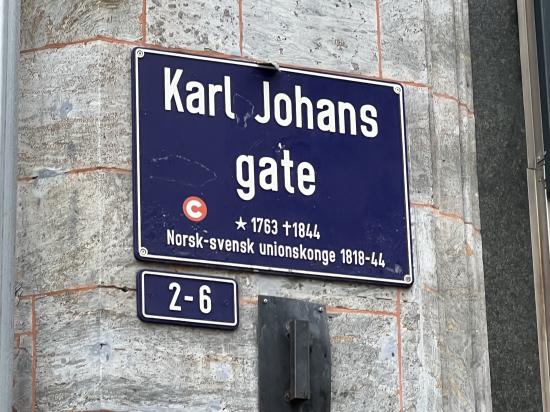 Karl Johans
gate
C
★ 1763 ✝1844
Norsk-svensk unionskonge 1818-44
2-6